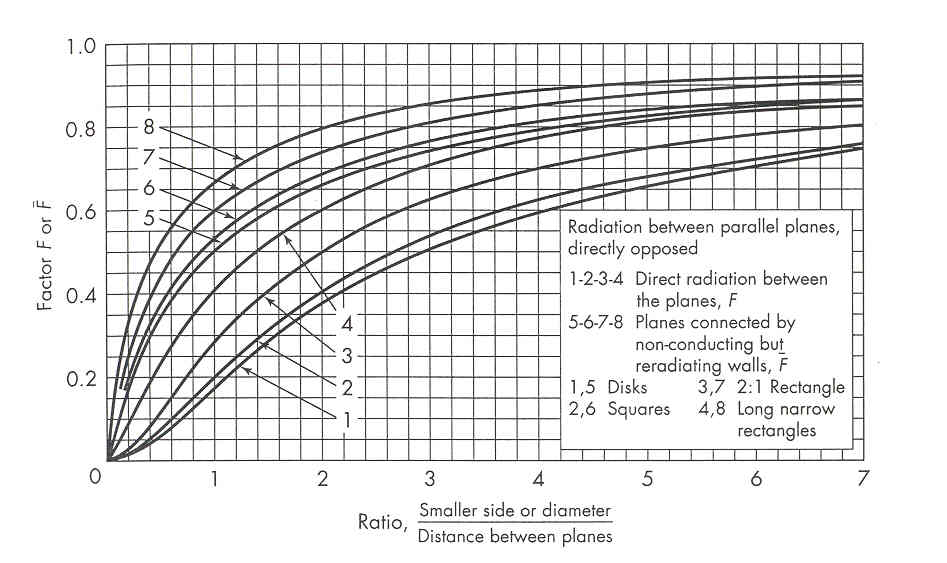 1.0
0.8
0.6
0.4
0.2
0
Factor F or F̄
8
7
6
5
4
3
2
1
Radiation between parallel planes,
directly opposed
1-2-3-4 Direct radiation between
the planes, F
5-6-7-8 Planes connected by
non-conducting but
reradiating walls, F̄
1,5 Disks 3,7 2:1 Rectangle
2,6 Squares 4,8 Long narrow
rectangles
1 2 3 4 5 6 7
Ratio, Smaller side or diameter
Distance between planes